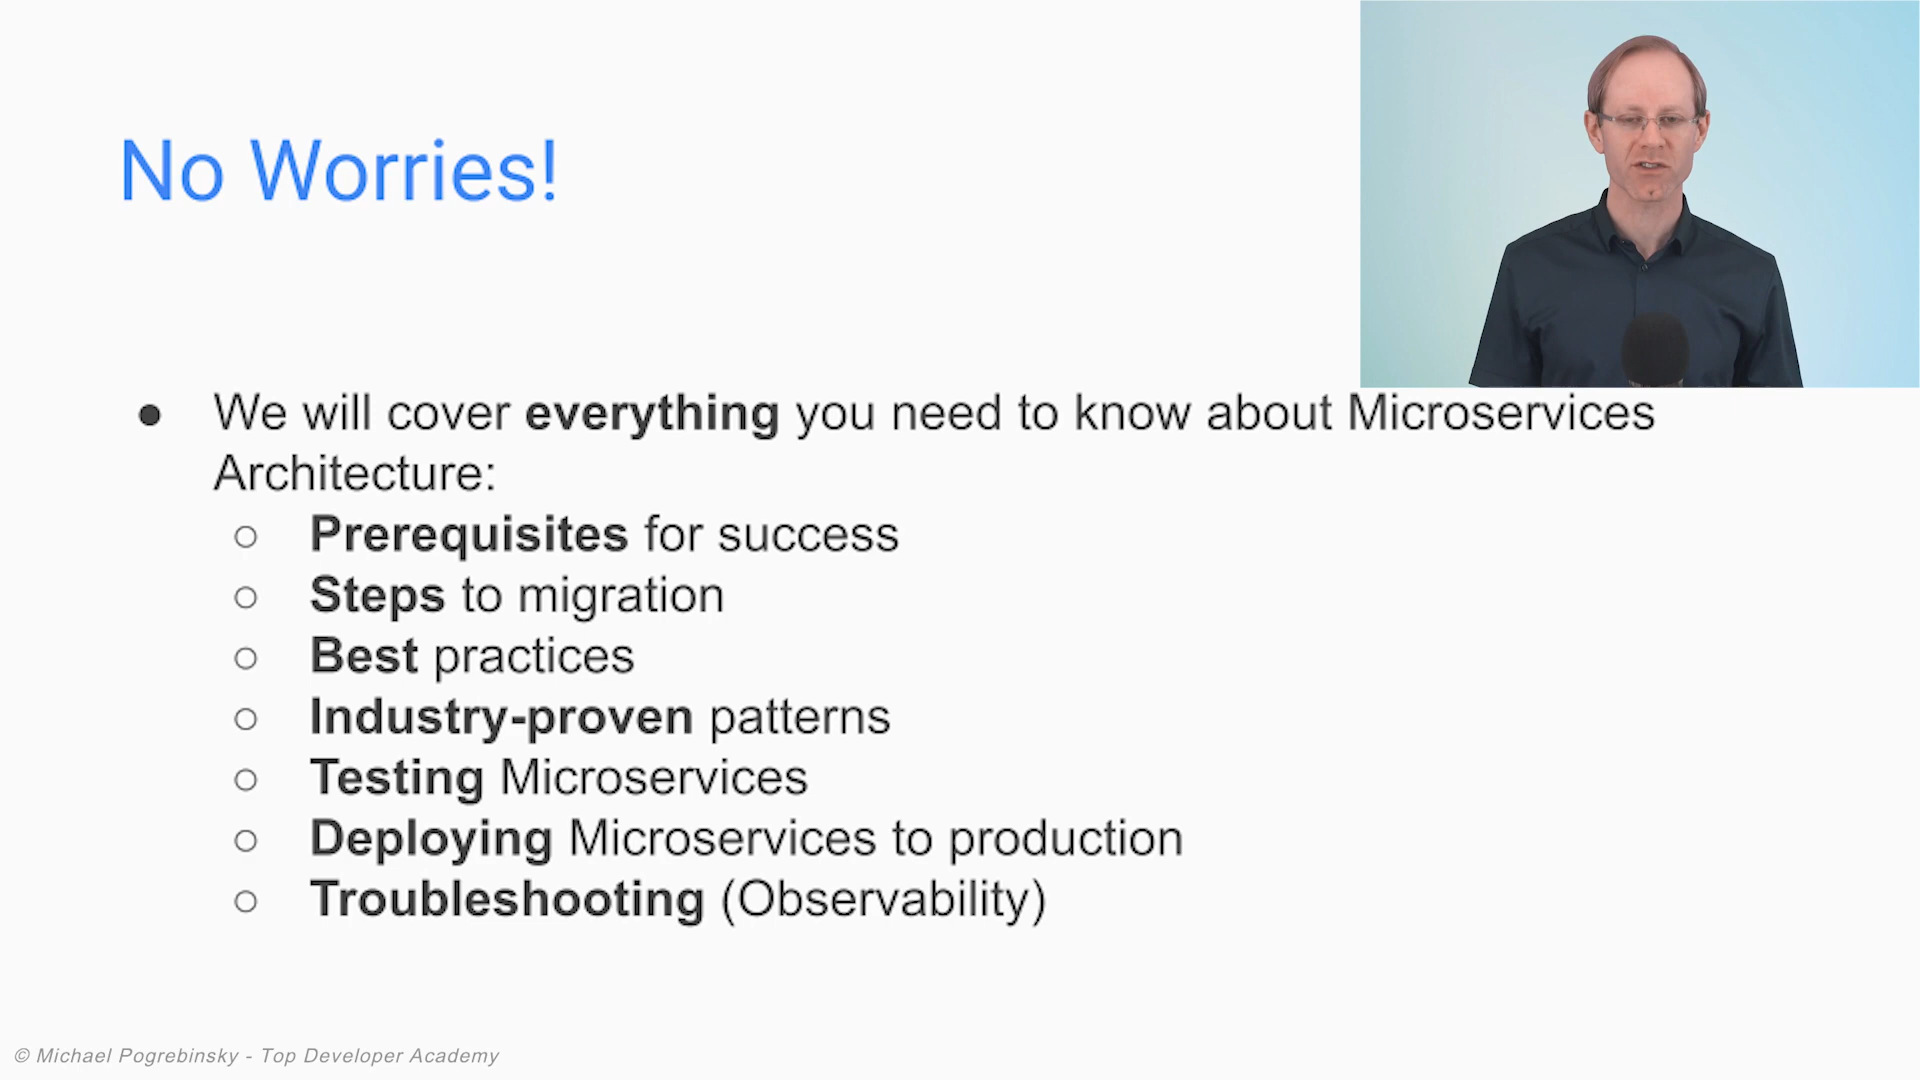 No Worries!
● We will cover everything you need to know about Microservices
Architecture:
○ Prerequisites for success
○ Steps to migration
○ Best practices
○ Industry-proven patterns
○ Testing Microservices
○ Deploying Microservices to production
○ Troubleshooting (Observability)
© Michael Pogrebinsky - Top Developer Academy